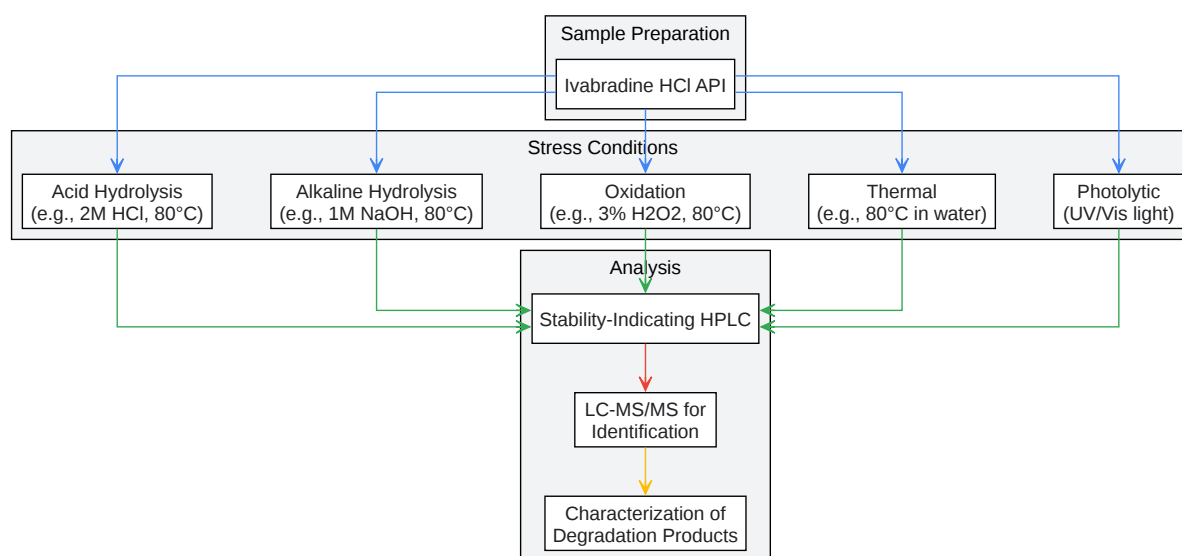 Sample Preparation
Ivabradine HCl API
Stress Conditions
Acid Hydrolysis
(e.g., 2M HCl, 80°C)
Alkaline Hydrolysis
(e.g., 1M NaOH, 80°C)
Oxidation
(e.g., 3% H2O2, 80°C)
Thermal
(e.g., 80°C in water)
Photolytic
(UV/Vis light)
Analysis
Stability-Indicating HPLC
LC-MS/MS for
Identification
Characterization of
Degradation Products